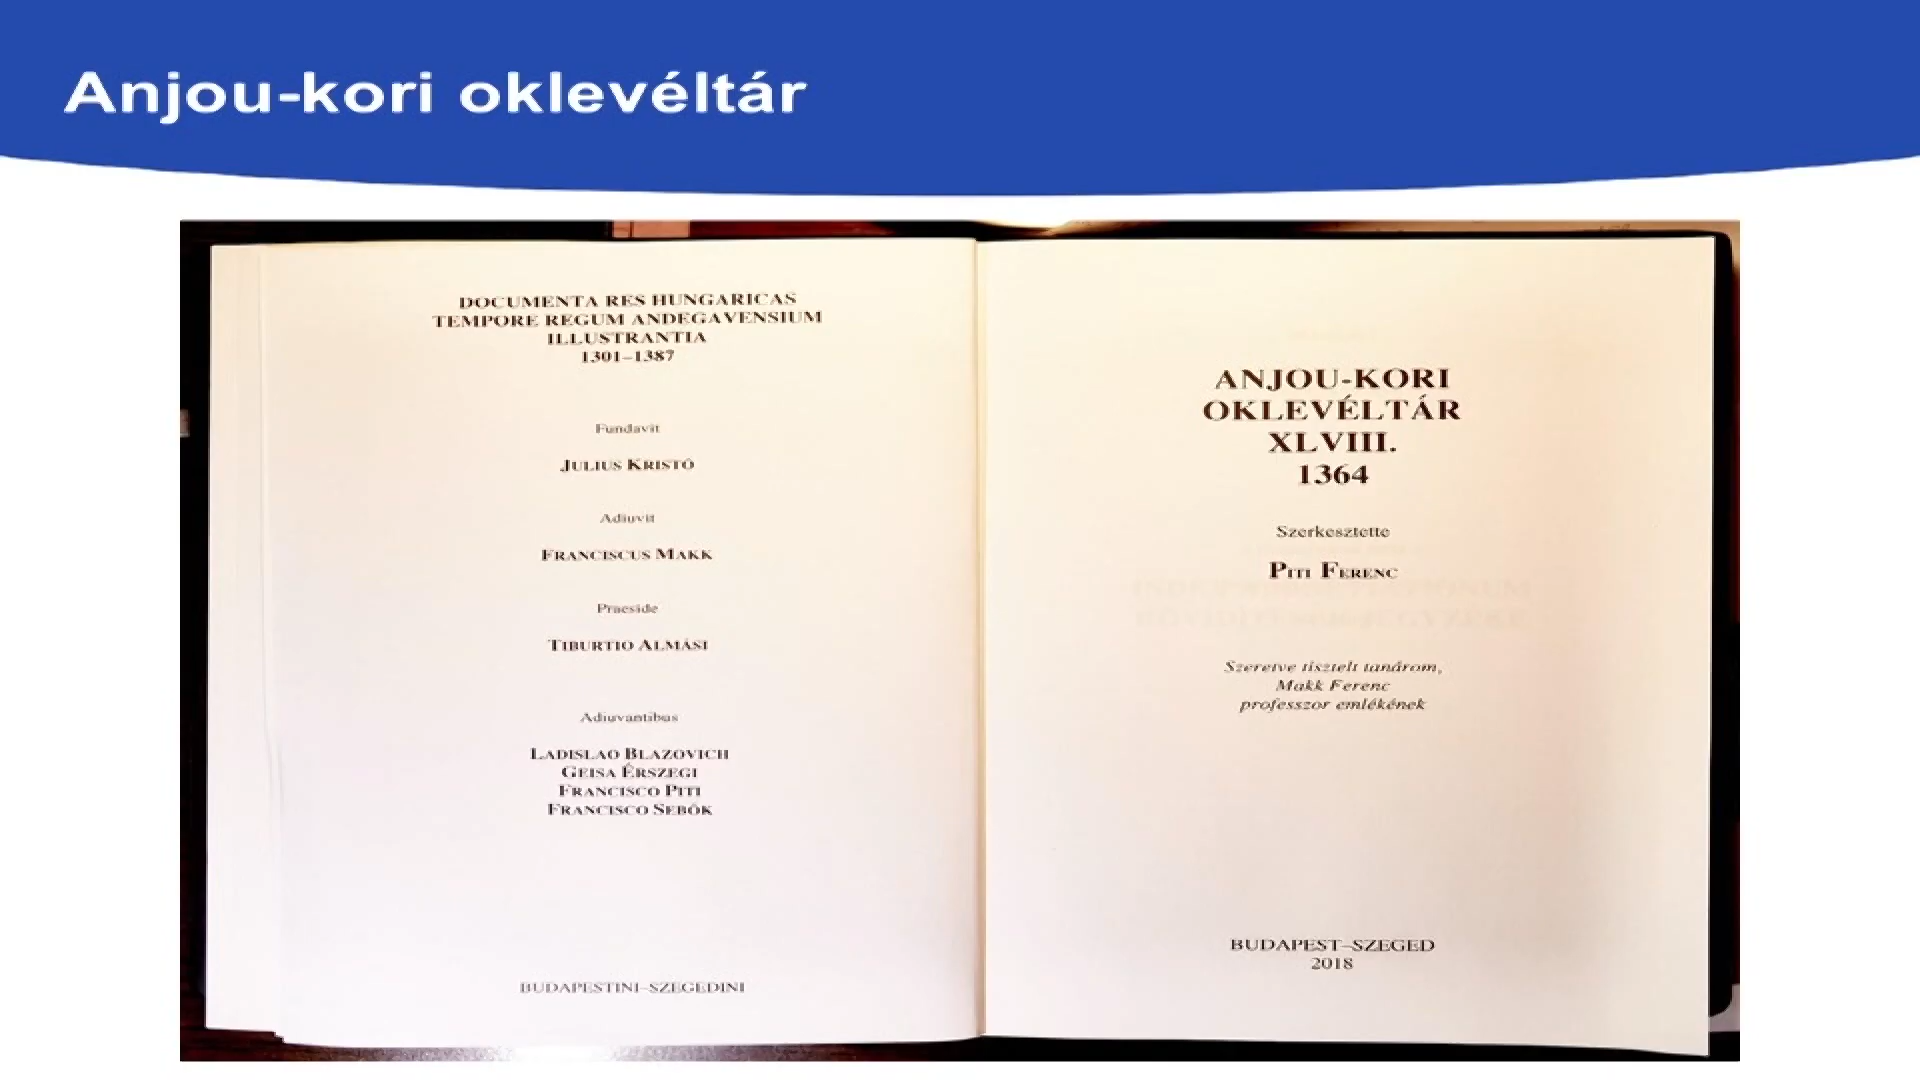 Anjou-kori oklevéltár
DOCUMENTA RES HUNGARICAS
TEMPORE REGUM ANDEGAVENSIUM
ILLUSTRANTIA
1301–1387
Fundavit
JULIUS KRISTÓ
Adiuvit
FRANCISCUS MAKK
Praeside
TIBURTIO ALMÁSI
Adiuvantibus
LADISLAO BLAZOVICH
GEISA ÉRSZEGI
FRANCISCO PITI
FRANCISCO SEBŐK
BUDAPESTINI–SZEGEDINI
ANJOU-KORI
OKLEVÉLTÁR
XLVIII.
1364
Szerkesztette
PITI FERENC
Szeretve tisztelt tanárom,
Makk Ferenc
professzor emlékének
BUDAPEST–SZEGED
2018